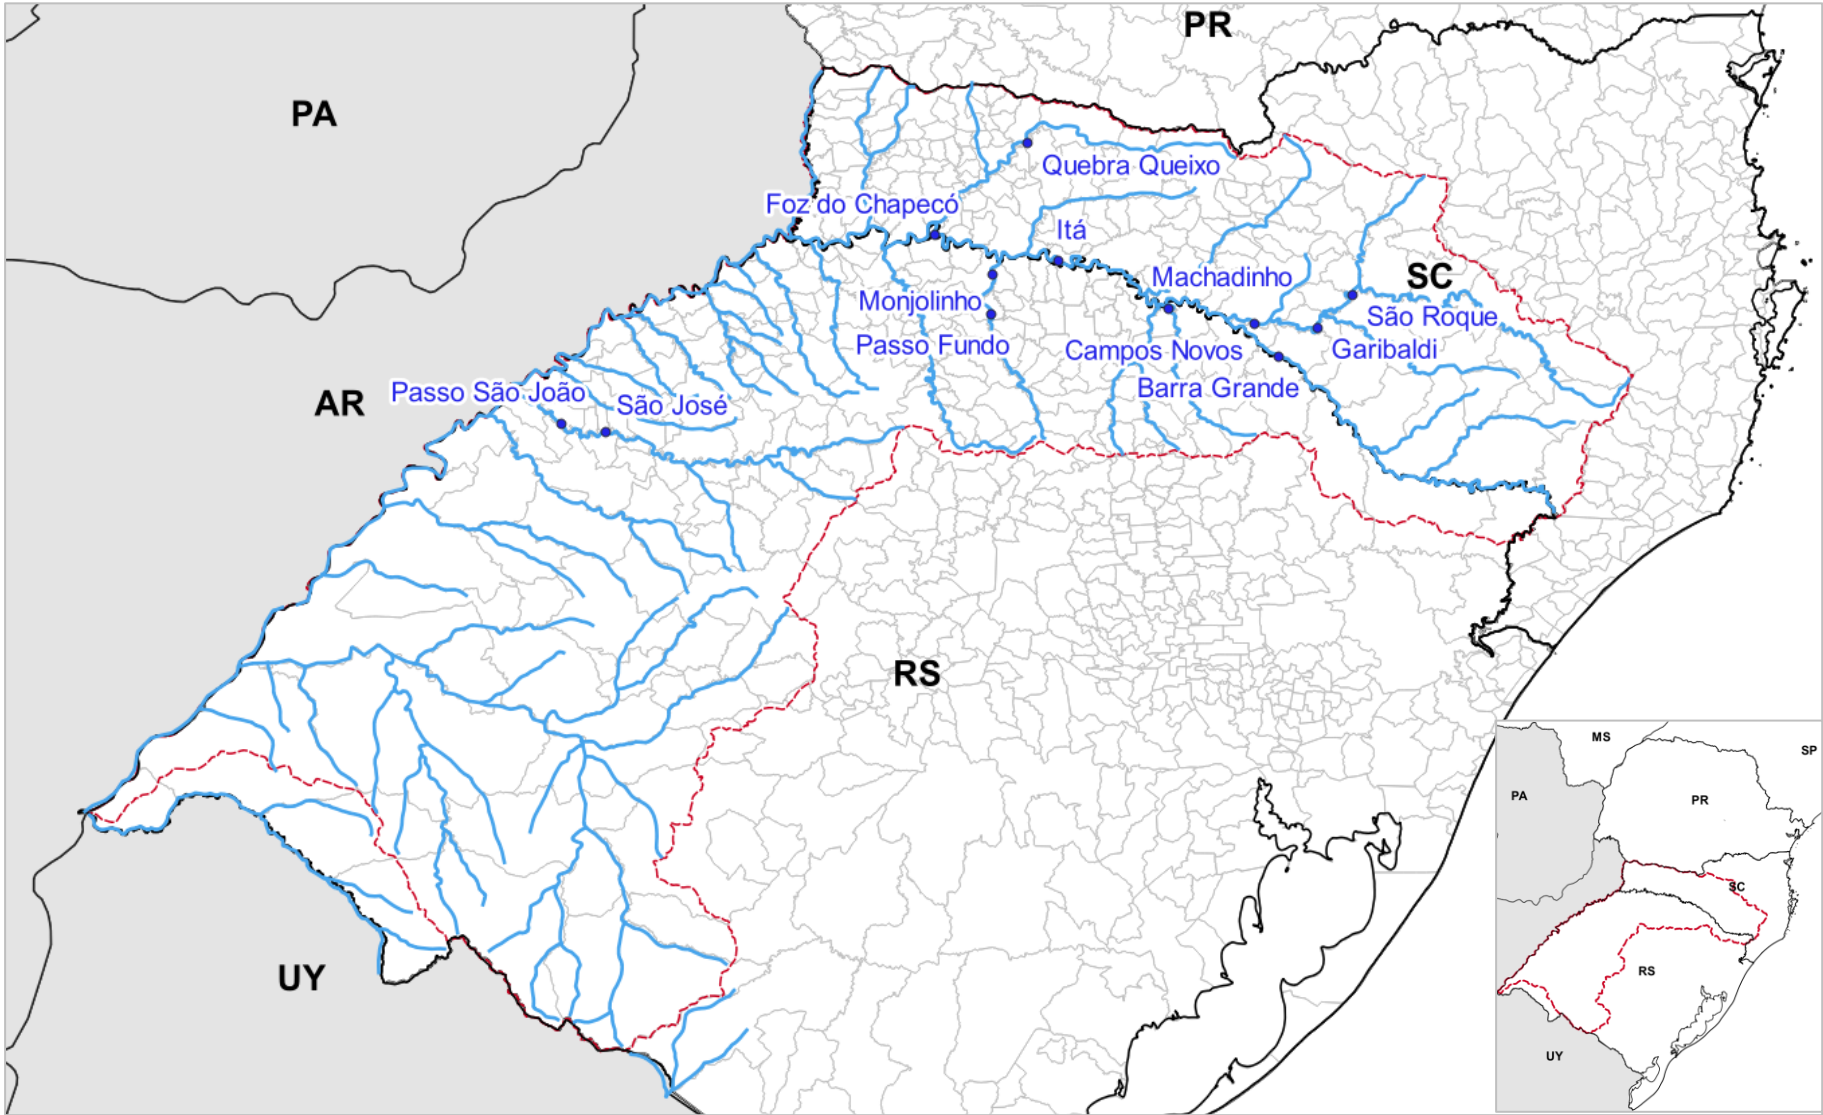 PR
PA
Quebra Queixo
Foz do Chapecó
Itá
Machadinho
SC
Monjolinho
São Roque
Passo Fundo
Campos Novos
Garibaldi
Barra Grande
AR
Passo São João
São José
RS
UY
MS
SP
PA
PR
SC
RS
UY